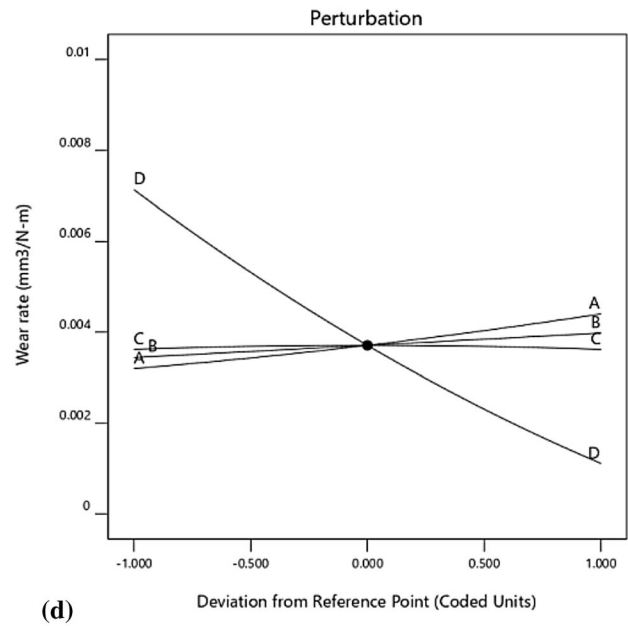 Perturbation
0.01
0.008
0.006
0.004
0.002
0
Wear rate (mm3/N-m)
D
C
B
A
A
B
C
D
-1.000
-0.500
0.000
0.500
1.000
Deviation from Reference Point (Coded Units)
(d)